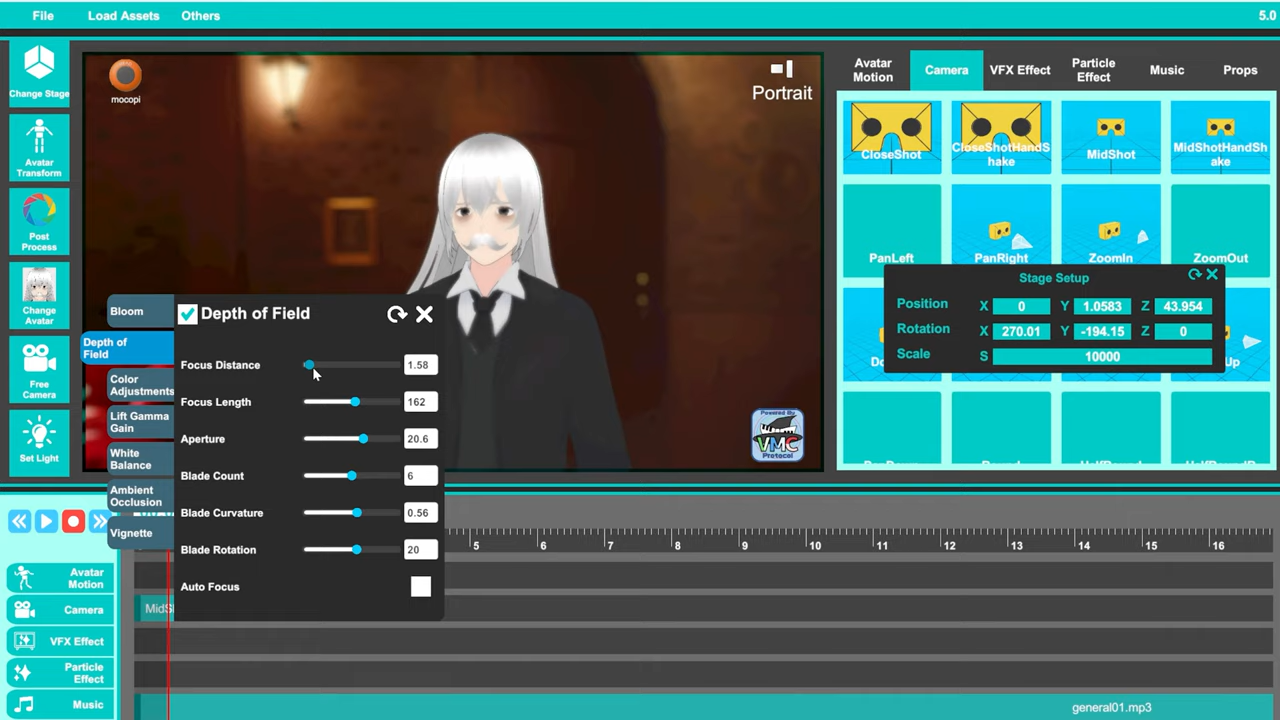 File
Load Assets
Others
5.0
Change Stage
Avatar
Transform
Post
Process
Change
Avatar
Free
Camera
Set Light
mocopi
Portrait
Powered By
VMC
Protocol
Avatar
Motion
Camera
VFX Effect
Particle
Effect
Music
Props
CloseShot
CloseShotHandS
hake
MidShot
MidShotHandSh
ake
PanLeft
PanRight
ZoomIn
ZoomOut
Do
Up
Stage Setup
Position
X
0
Y
1.0583
Z
43.954
Rotation
X
270.01
Y
-194.15
Z
0
Scale
S
10000
Bloom
Depth of
Field
Color
Adjustments
Lift Gamma
Gain
White
Balance
Ambient
Occlusion
Vignette
Depth of Field
Focus Distance
1.58
Focus Length
162
Aperture
20.6
Blade Count
6
Blade Curvature
0.56
Blade Rotation
20
Auto Focus
5
6
7
8
9
10
11
12
13
14
15
16
Avatar
Motion
Camera
MidS
VFX Effect
Particle
Effect
Music
general01.mp3